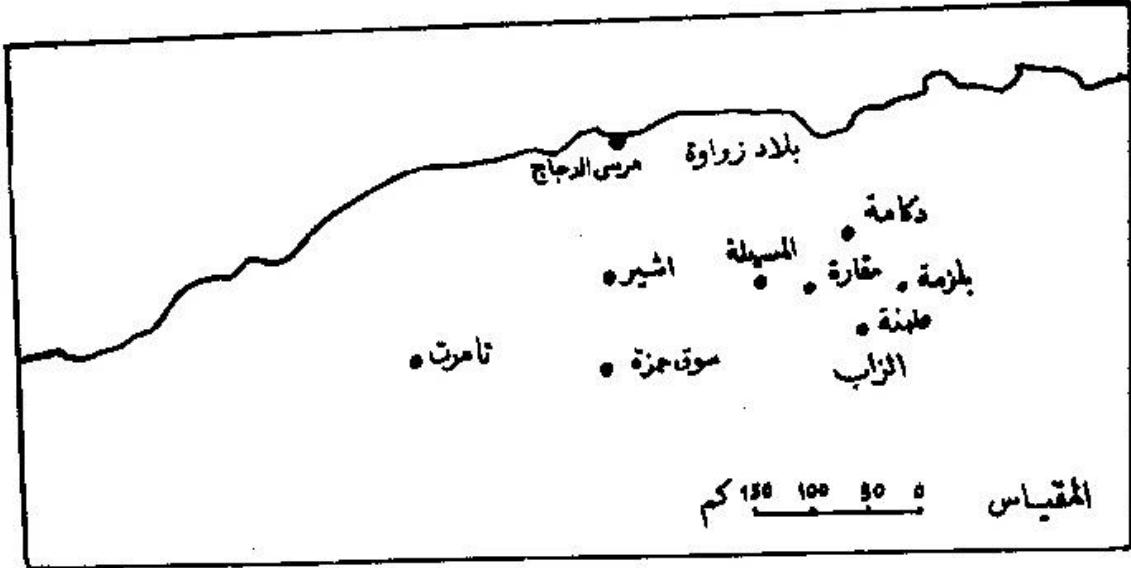 بلاد زواوة
مرسى الدجاج
دكامة
المسيلة
اشير
مقارة
بلزمة
طبنة
تاهرت
سوق حمزة
الزاب
المقياس 0 50 100 150 كم